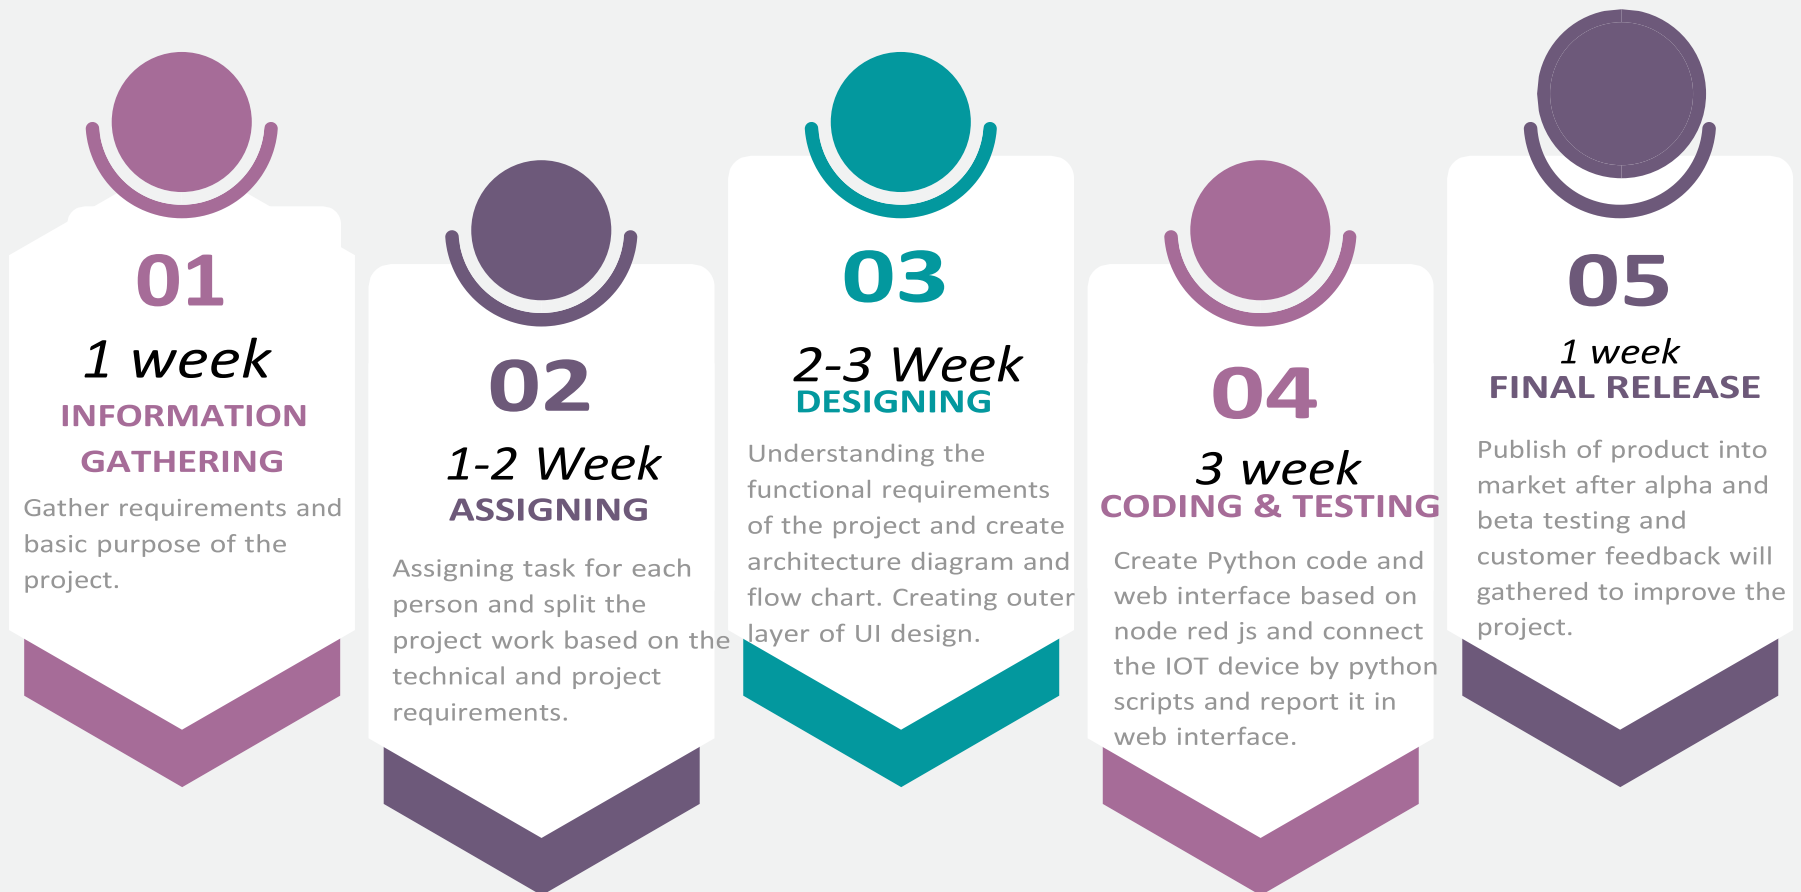 01
1 week
INFORMATION
GATHERING
Gather requirements and
basic purpose of the
project.
02
1-2 Week
ASSIGNING
Assigning task for each
person and split the
project work based on the
technical and project
requirements.
03
2-3 Week
DESIGNING
Understanding the
functional requirements
of the project and create
architecture diagram and
flow chart. Creating outer
layer of UI design.
04
3 week
CODING & TESTING
Create Python code and
web interface based on
node red js and connect
the IOT device by python
scripts and report it in
web interface.
05
1 week
FINAL RELEASE
Publish of product into
market after alpha and
beta testing and
customer feedback will
gathered to improve the
project.